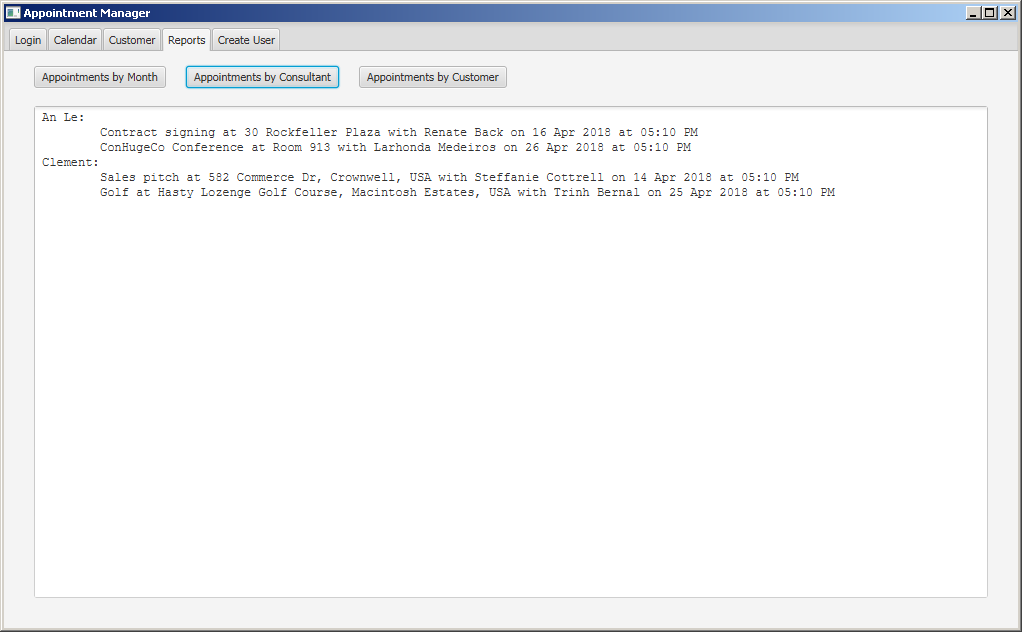 Appointment Manager
Login Calendar Customer Reports Create User
Appointments by Month Appointments by Consultant Appointments by Customer
An Le:
Contract signing at 30 Rockfeller Plaza with Renate Back on 16 Apr 2018 at 05:10 PM
ConHugeCo Conference at Room 913 with Larhonda Medeiros on 26 Apr 2018 at 05:10 PM
Clement:
Sales pitch at 582 Commerce Dr, Crownwell, USA with Steffanie Cottrell on 14 Apr 2018 at 05:10 PM
Golf at Hasty Lozenge Golf Course, Macintosh Estates, USA with Trinh Bernal on 25 Apr 2018 at 05:10 PM